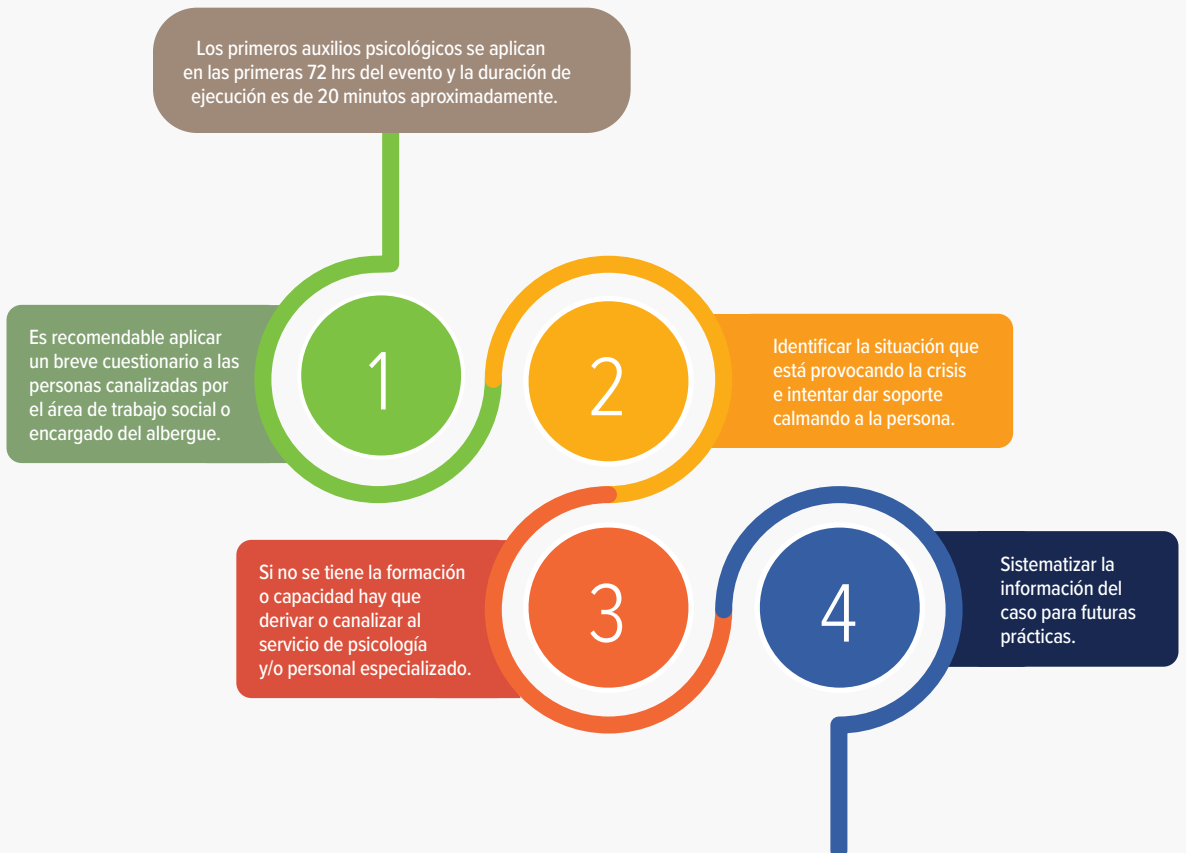 Los primeros auxilios psicológicos se aplican
en las primeras 72 hrs del evento y la duración de
ejecución es de 20 minutos aproximadamente.
1
Es recomendable aplicar
un breve cuestionario a las
personas canalizadas por
el área de trabajo social o
encargado del albergue.
2
Identificar la situación que
está provocando la crisis
e intentar dar soporte
calmando a la persona.
3
Si no se tiene la formación
o capacidad hay que
derivar o canalizar al
servicio de psicología
y/o personal especializado.
4
Sistematizar la
información del
caso para futuras
prácticas.